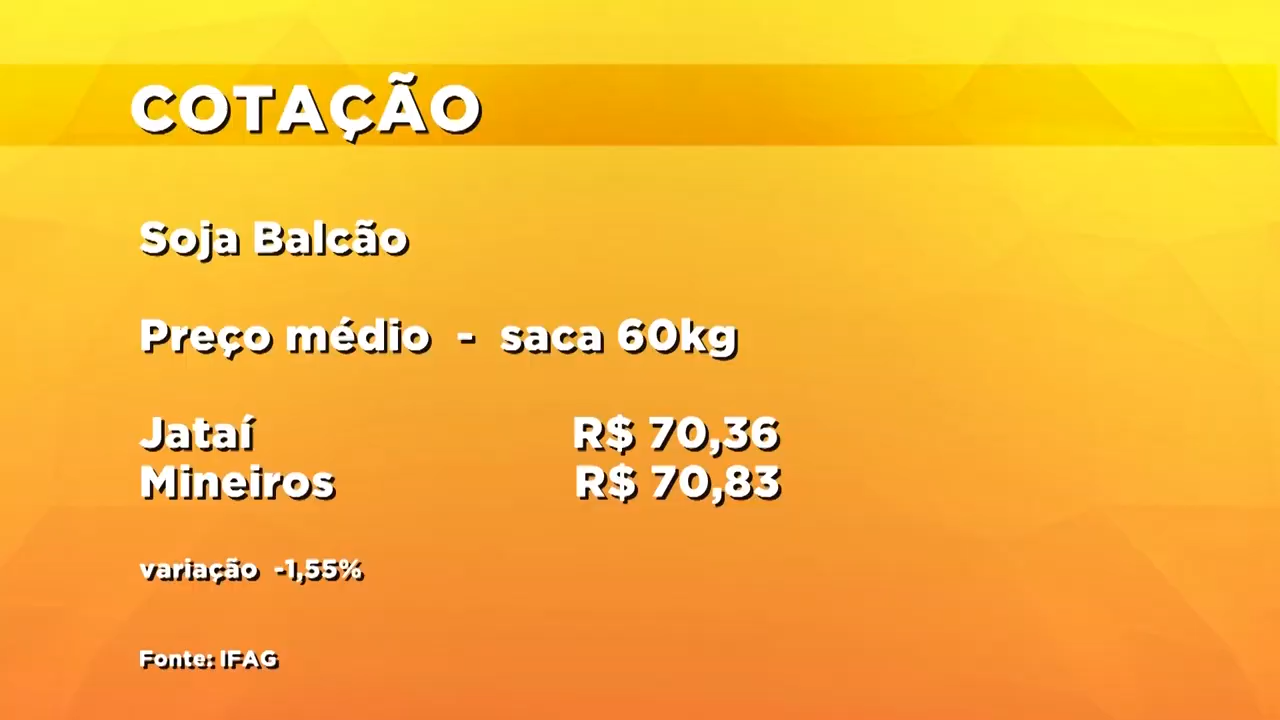 COTAÇÃO
Soja Balcão
Preço médio - saca 60kg
Jataí R$ 70,36
Mineiros R$ 70,83
variação -1,55%
Fonte: IFAG